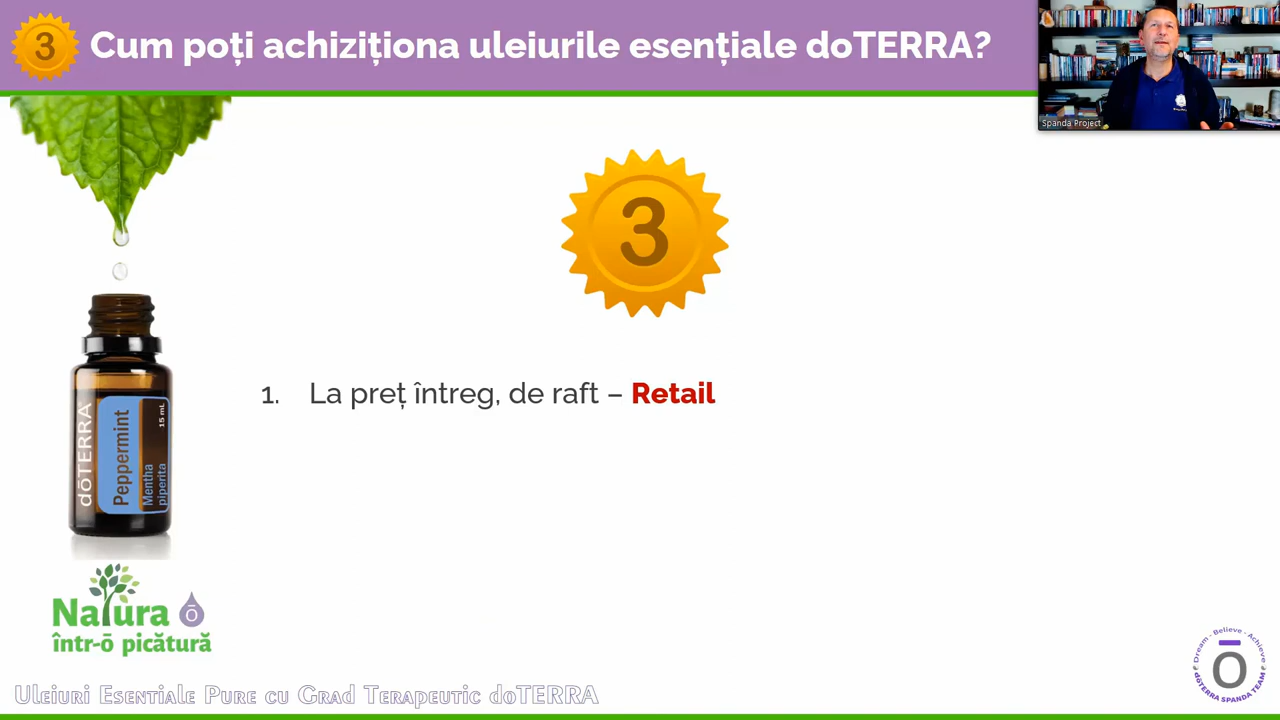 3 Cum poți achiziționa uleiurile esențiale doTERRA?
Spanda Project
3
1. La preț întreg, de raft – Retail
dōTERRA
Peppermint
15 mL
Mentha
piperita
Natura ō
într-ō picătură
Dream - Believe - Achieve
ō
dōTERRA SPANDA TEAM
Uleiuri Esentiale Pure cu Grad Terapeutic doTERRA